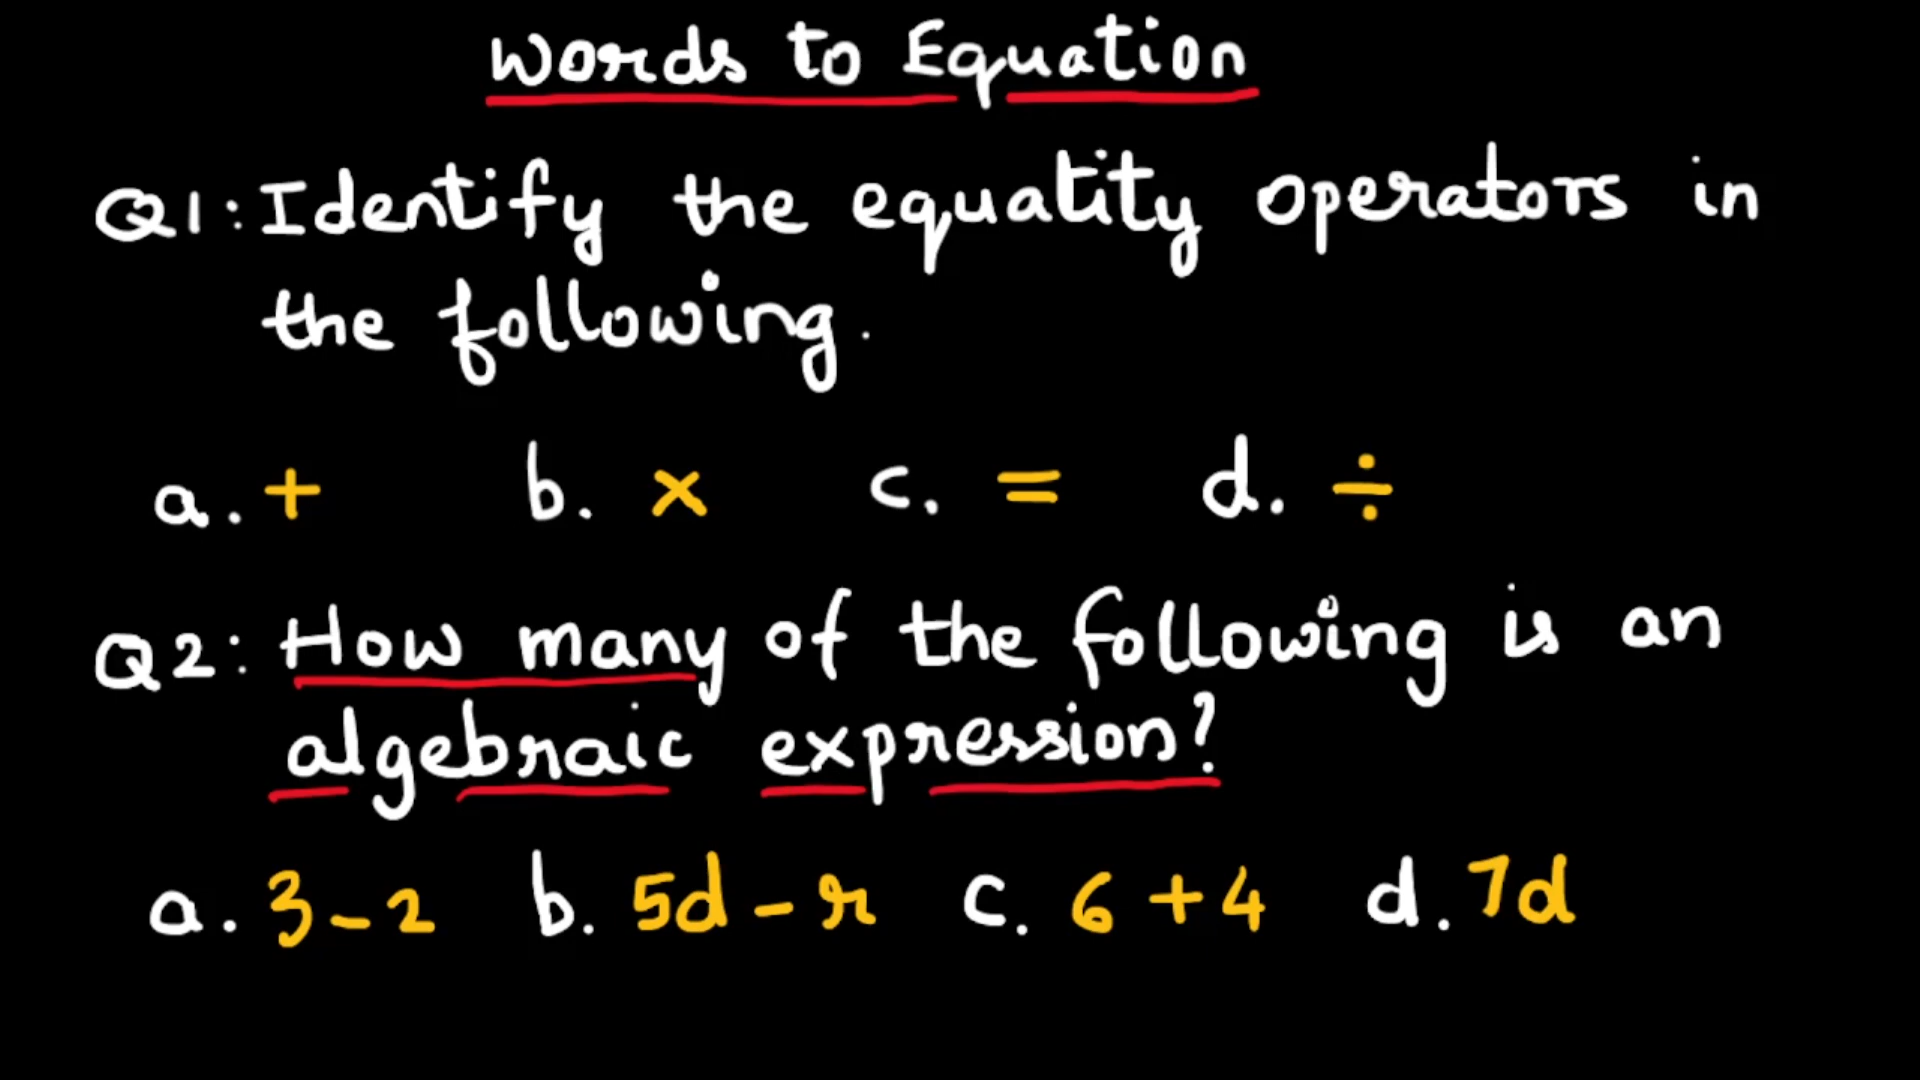 Words to Equation
Q1: Identify the equality operators in
the following.
a. + b. × c. = d. ÷
Q2: How many of the following is an
algebraic expression?
a. 3 - 2 b. 5d - r c. 6 + 4 d. 7d